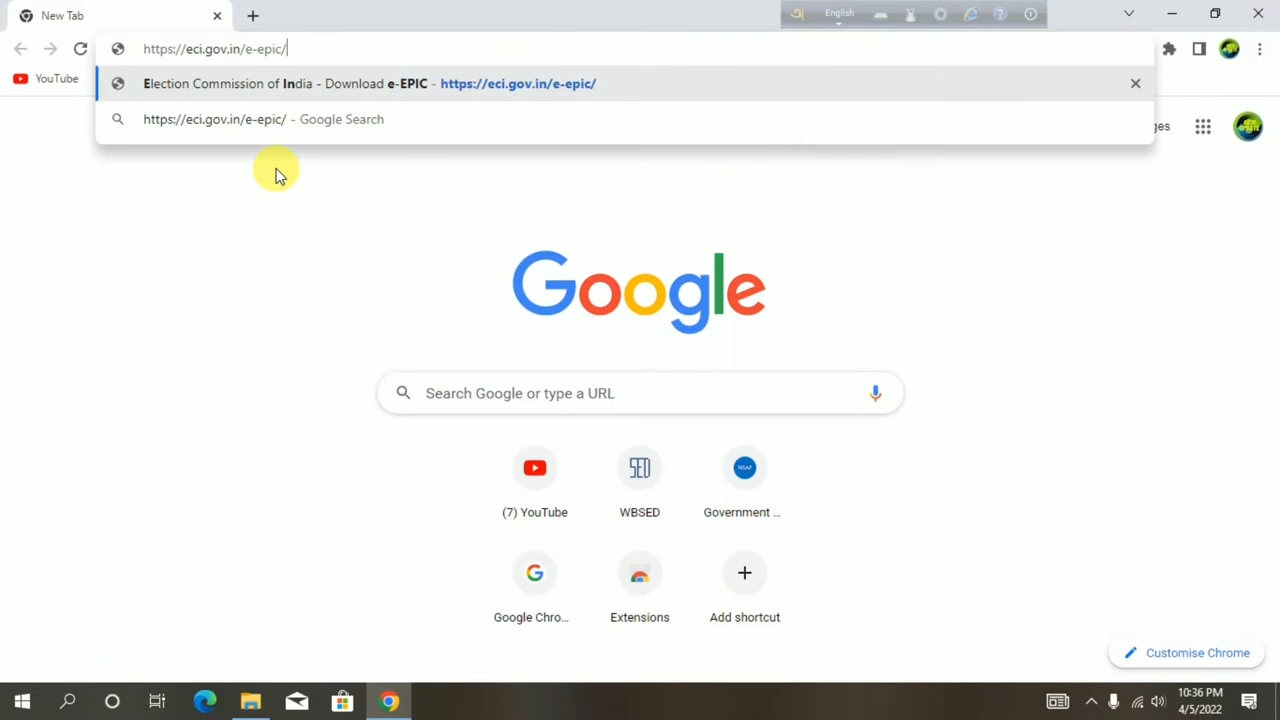 New Tab
অ English
https://eci.gov.in/e-epic/
YouTube
Election Commission of India - Download e-EPIC - https://eci.gov.in/e-epic/
https://eci.gov.in/e-epic/ - Google Search
ges
Google
Search Google or type a URL
(7) YouTube
WBSED
NSAP
Government ...
Google Chro...
Extensions
Add shortcut
Customise Chrome
10:36 PM
4/5/2022